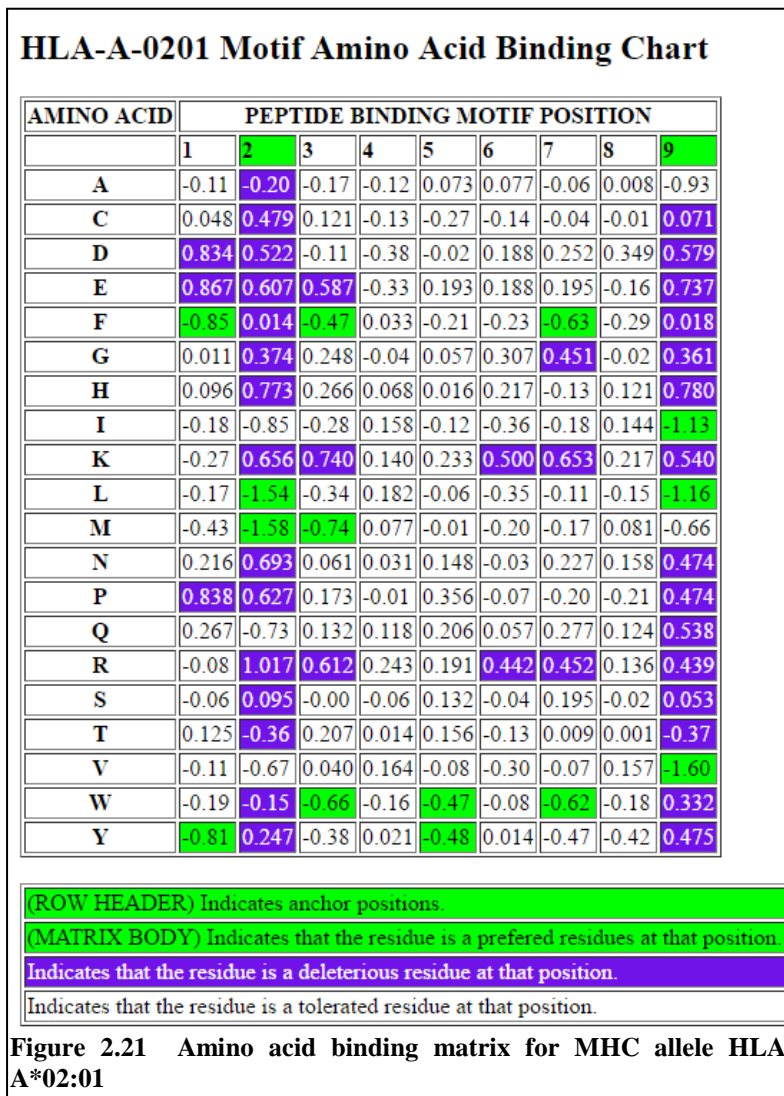 HLA-A-0201 Motif Amino Acid Binding Chart
AMINO ACID PEPTIDE BINDING MOTIF POSITION
1 2 3 4 5 6 7 8 9
A -0.11 -0.20 -0.17 -0.12 0.073 0.077 -0.06 0.008 -0.93
C 0.048 0.479 0.121 -0.13 -0.27 -0.14 -0.04 -0.01 0.071
D 0.834 0.522 -0.11 -0.38 -0.02 0.188 0.252 0.349 0.579
E 0.867 0.607 0.587 -0.33 0.193 0.188 0.195 -0.16 0.737
F -0.85 0.014 -0.47 0.033 -0.21 -0.23 -0.63 -0.29 0.018
G 0.011 0.374 0.248 -0.04 0.057 0.307 0.451 -0.02 0.361
H 0.096 0.773 0.266 0.068 0.016 0.217 -0.13 0.121 0.780
I -0.18 -0.85 -0.28 0.158 -0.12 -0.36 -0.18 0.144 -1.13
K -0.27 0.656 0.740 0.140 0.233 0.500 0.653 0.217 0.540
L -0.17 -1.54 -0.34 0.182 -0.06 -0.35 -0.11 -0.15 -1.16
M -0.43 -1.58 -0.74 0.077 -0.01 -0.20 -0.17 0.081 -0.66
N 0.216 0.693 0.061 0.031 0.148 -0.03 0.227 0.158 0.474
P 0.838 0.627 0.173 -0.01 0.356 -0.07 -0.20 -0.21 0.474
Q 0.267 -0.73 0.132 0.118 0.206 0.057 0.277 0.124 0.538
R -0.08 1.017 0.612 0.243 0.191 0.442 0.452 0.136 0.439
S -0.06 0.095 -0.00 -0.06 0.132 -0.04 0.195 -0.02 0.053
T 0.125 -0.36 0.207 0.014 0.156 -0.13 0.009 0.001 -0.37
V -0.11 -0.67 0.040 0.164 -0.08 -0.30 -0.07 0.157 -1.60
W -0.19 -0.15 -0.66 -0.16 -0.47 -0.08 -0.62 -0.18 0.332
Y -0.81 0.247 -0.38 0.021 -0.48 0.014 -0.47 -0.42 0.475
(ROW HEADER) Indicates anchor positions.
(MATRIX BODY) Indicates that the residue is a prefered residues at that position.
Indicates that the residue is a deleterious residue at that position.
Indicates that the residue is a tolerated residue at that position.
Figure 2.21 Amino acid binding matrix for MHC allele HLA
A*02:01